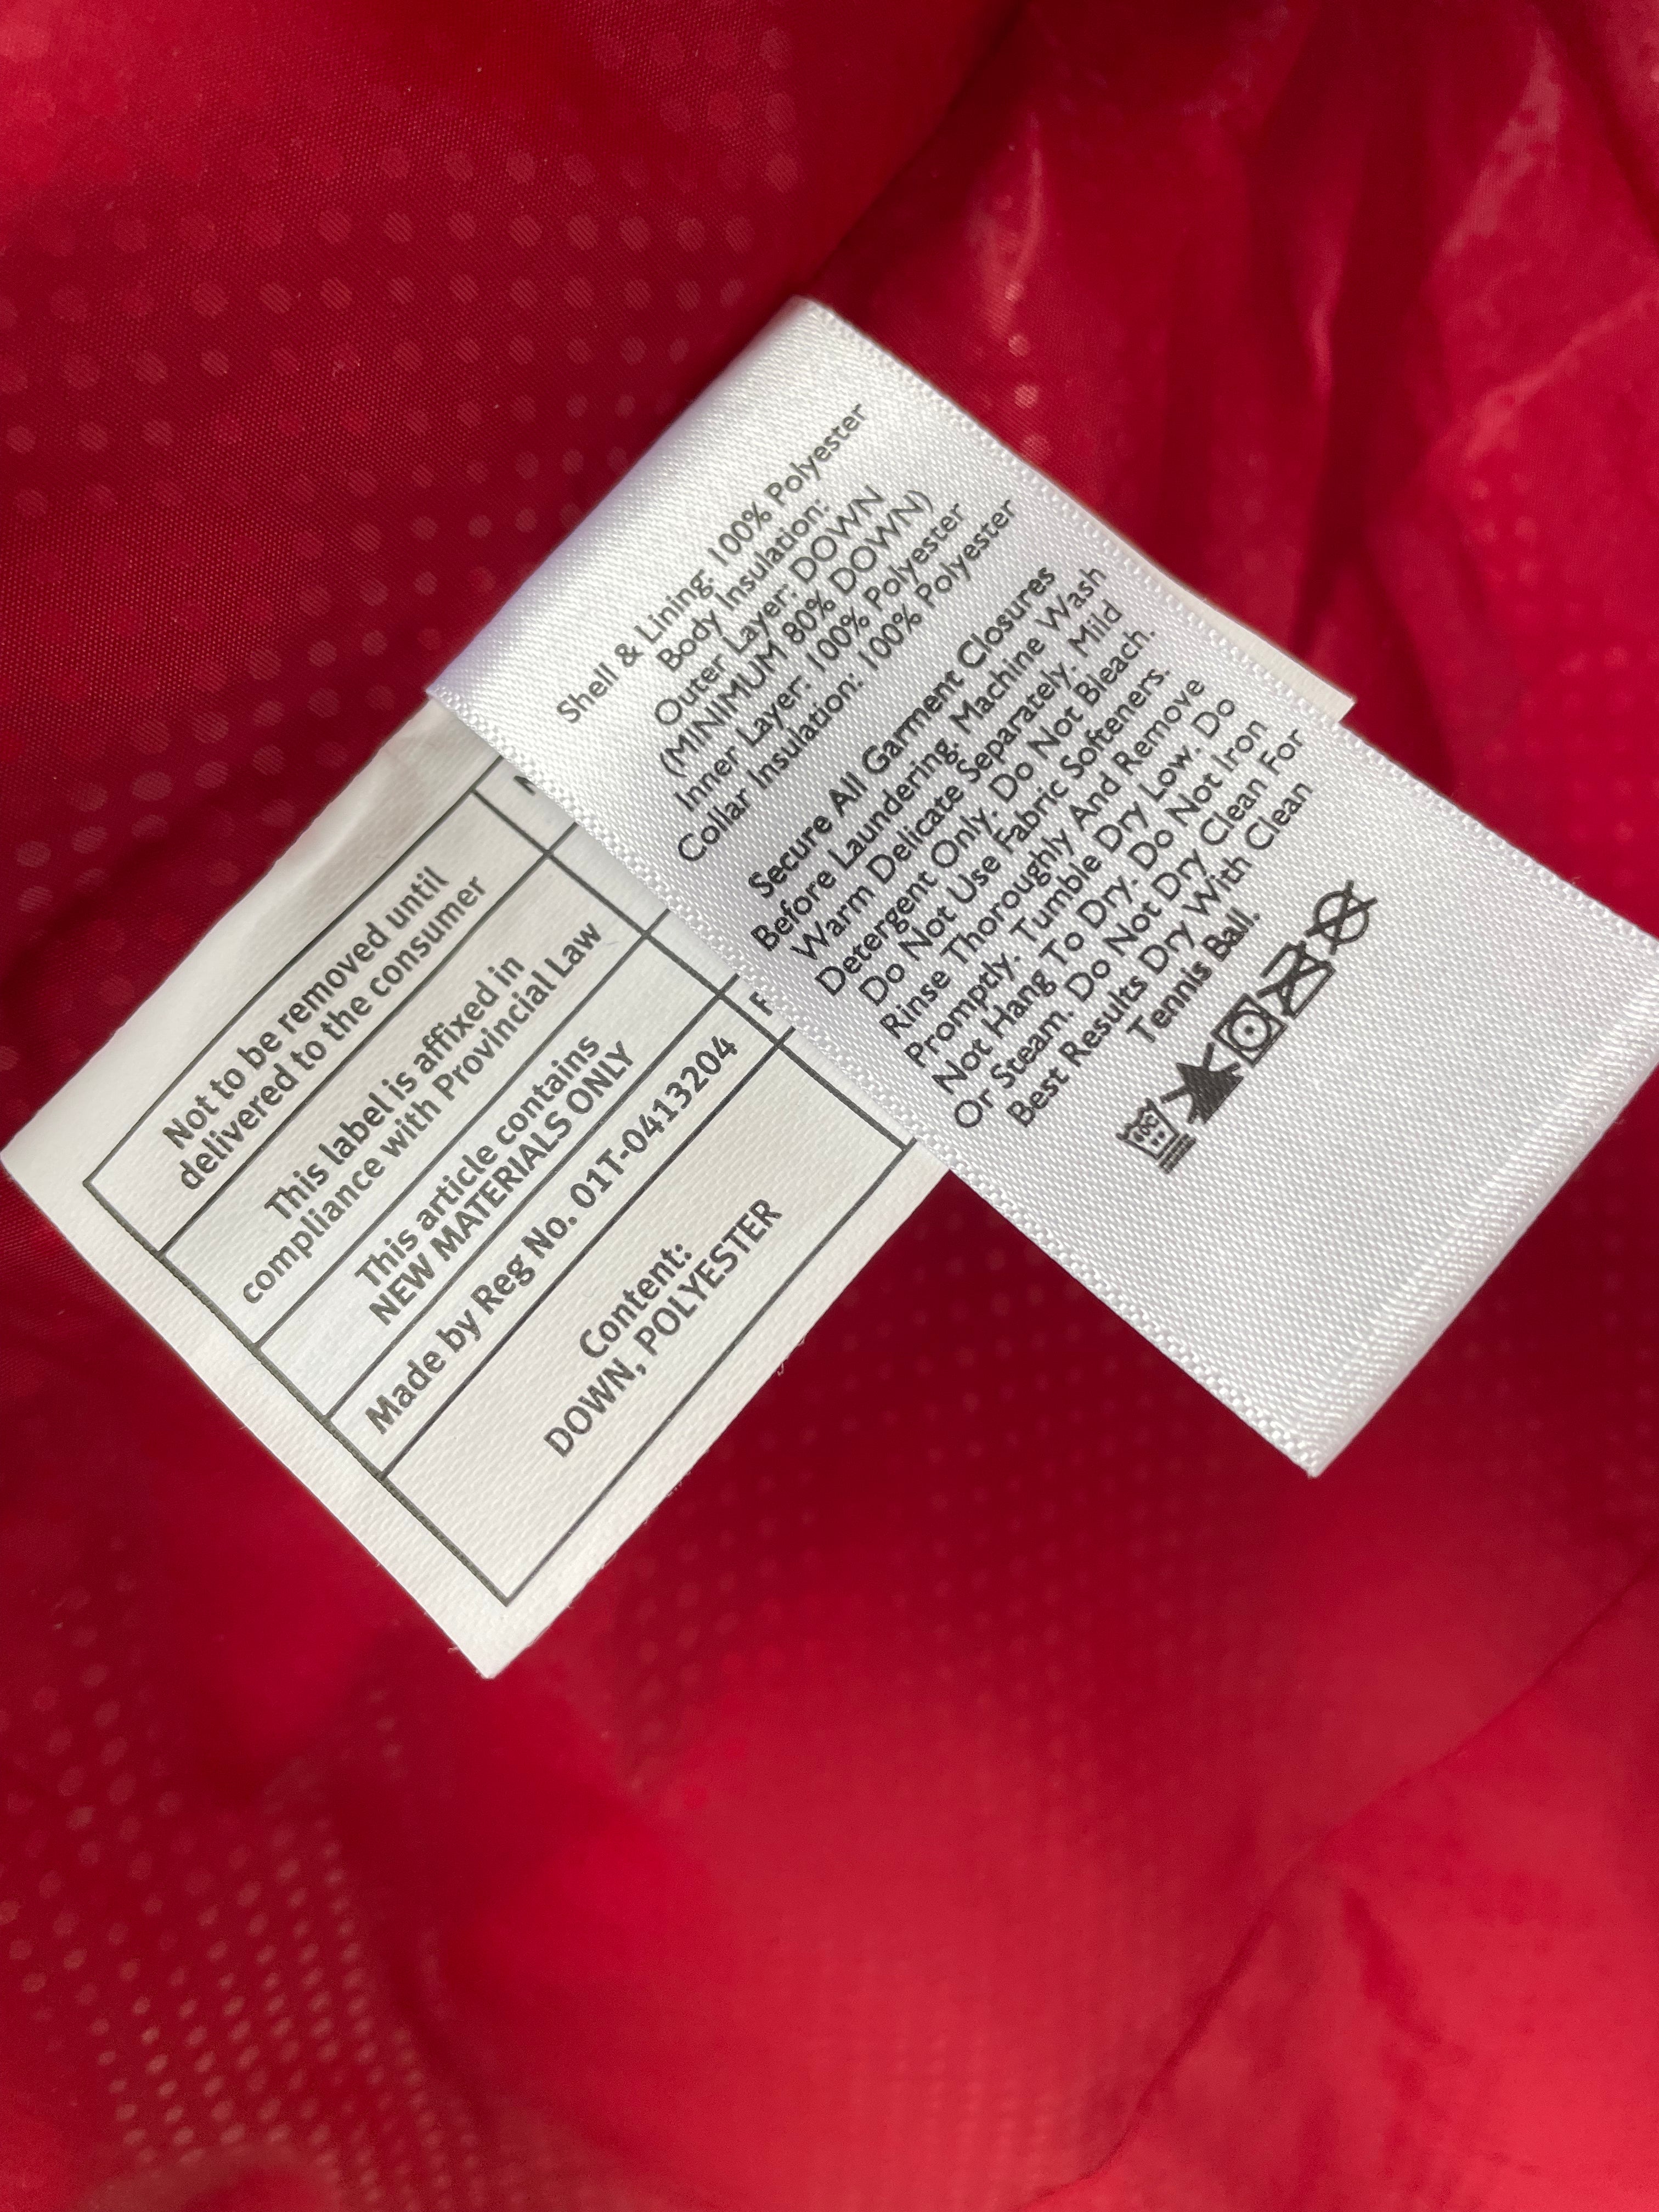 Shell & Lining: 100% Polyester
Body Insulation:
Outer Layer: DOWN
(MINIMUM 80% DOWN)
Inner Layer: 100% Polyester
Collar Insulation: 100% Polyester
Secure All Garment Closures
Before Laundering. Machine Wash
Warm Delicate Separately. Mild
Detergent Only. Do Not Bleach.
Do Not Use Fabric Softeners.
Rinse Thoroughly And Remove
Promptly. Tumble Dry Low. Do
Not Hang To Dry. Do Not Iron
Or Steam. Do Not Dry Clean For
Best Results Dry With Clean
Tennis Ball.
Not to be removed until
delivered to the consumer
This label is affixed in
compliance with Provincial Law
This article contains
NEW MATERIALS ONLY
Made by Reg No. 01T-0413204
Content:
DOWN, POLYESTER